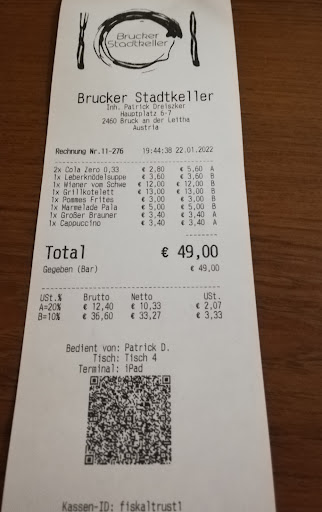 Brucker
Stadtkeller
Brucker Stadtkeller
Inh. Patrick Dreiszker
Hauptplatz 6-7
2460 Bruck an der Leitha
Austria
Rechnung Nr.11-276 19:44:38 22.01.2022
2x Cola Zero 0,33 € 2,80 € 5,60 A
1x Leberknödelsuppe € 3,60 € 3,60 B
1x Wiener vom Schwe € 12,00 € 12,00 B
1x Grillkotelett € 13,00 € 13,00 B
1x Pommes Frites € 3,00 € 3,00 B
1x Marmelade Pala € 5,00 € 5,00 B
1x Großer Brauner € 3,40 € 3,40 A
1x Cappuccino € 3,40 € 3,40 A
Total € 49,00
Gegeben (Bar) € 49,00
USt.% Brutto Netto USt.
A=20% € 12,40 € 10,33 € 2,07
B=10% € 36,60 € 33,27 € 3,33
Bedient von: Patrick D.
Tisch: Tisch 4
Terminal: iPad
Kassen-ID: fiskaltrust1